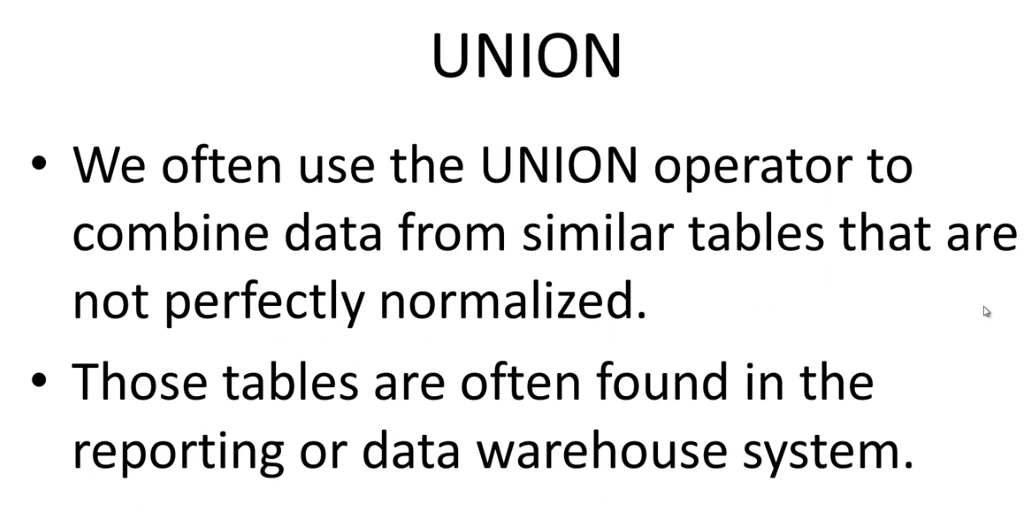 UNION
• We often use the UNION operator to
combine data from similar tables that are
not perfectly normalized.
• Those tables are often found in the
reporting or data warehouse system.